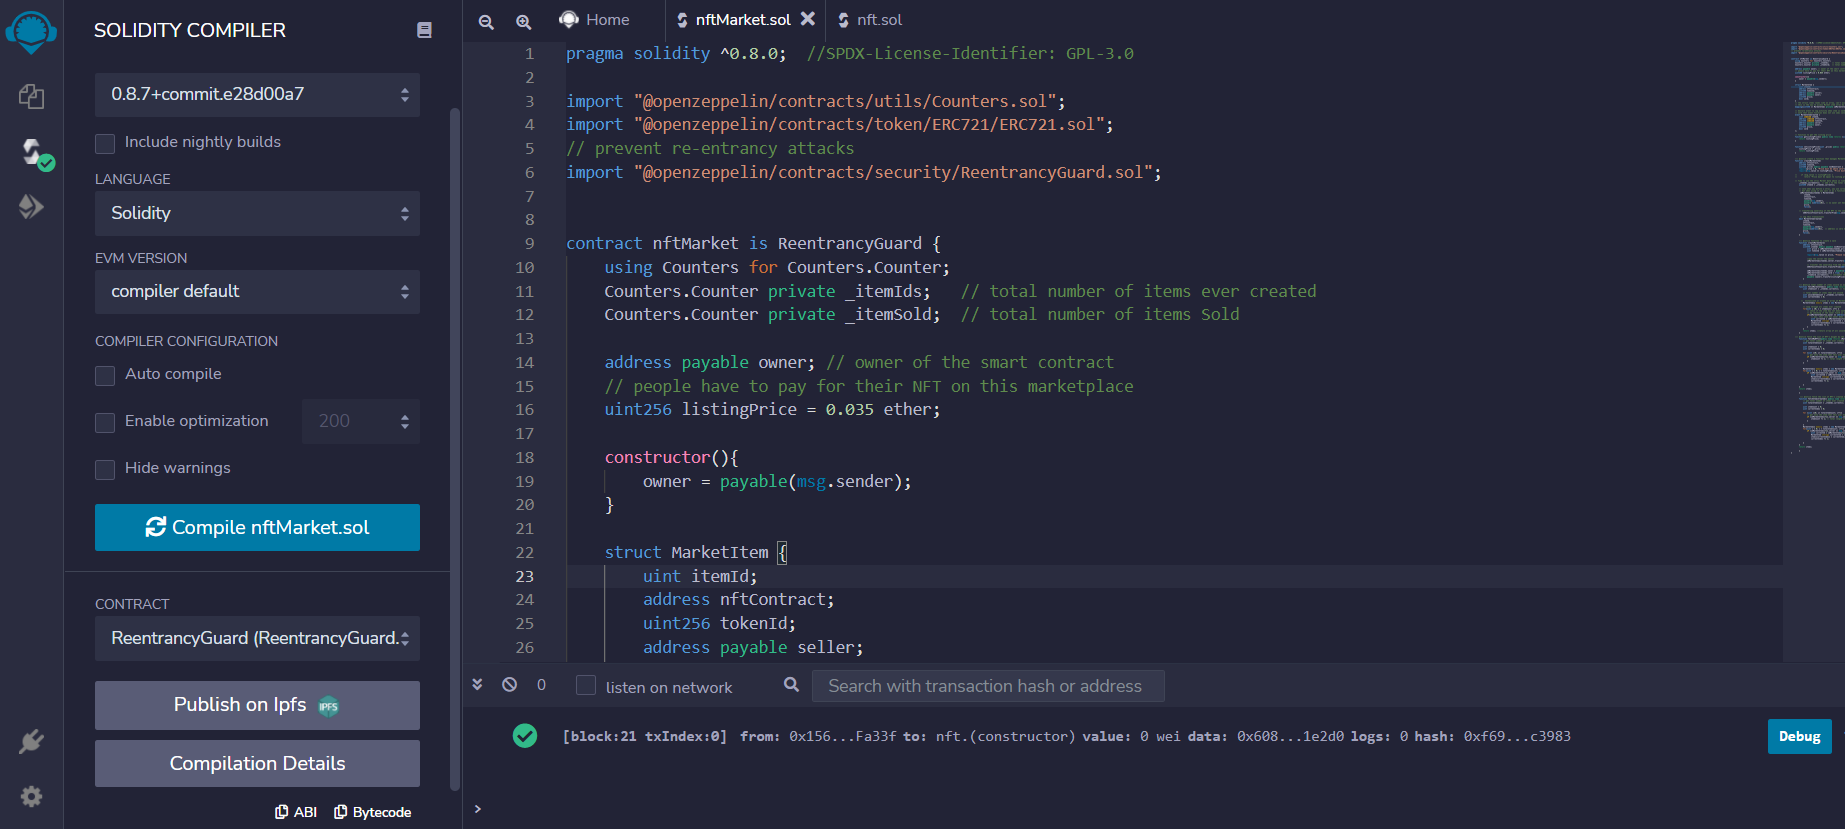 SOLIDITY COMPILER
0.8.7+commit.e28d00a7
Include nightly builds
LANGUAGE
Solidity
EVM VERSION
compiler default
COMPILER CONFIGURATION
Auto compile
Enable optimization
200
Hide warnings
Compile nftMarket.sol
CONTRACT
ReentrancyGuard (ReentrancyGuard.
Publish on Ipfs IPFS
Compilation Details
ABI Bytecode
Home nftMarket.sol nft.sol
1 pragma solidity ^0.8.0;  //SPDX-License-Identifier: GPL-3.0
2
3 import "@openzeppelin/contracts/utils/Counters.sol";
4 import "@openzeppelin/contracts/token/ERC721/ERC721.sol";
5 // prevent re-entrancy attacks
6 import "@openzeppelin/contracts/security/ReentrancyGuard.sol";
7
8
9 contract nftMarket is ReentrancyGuard {
10     using Counters for Counters.Counter;
11     Counters.Counter private _itemIds;   // total number of items ever created
12     Counters.Counter private _itemSold;  // total number of items Sold
13
14     address payable owner; // owner of the smart contract
15     // people have to pay for their NFT on this marketplace
16     uint256 listingPrice = 0.035 ether;
17
18     constructor(){
19         owner = payable(msg.sender);
20     }
21
22     struct MarketItem {
23         uint itemId;
24         address nftContract;
25         uint256 tokenId;
26         address payable seller;
0 listen on network Search with transaction hash or address
[block:21 txIndex:0] from: 0x156...Fa33f to: nft.(constructor) value: 0 wei data: 0x608...1e2d0 logs: 0 hash: 0xf69...c3983 Debug
>